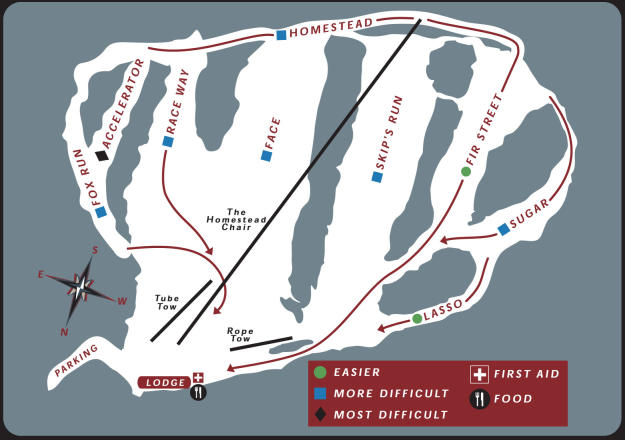 HOMESTEAD
ACCELERATOR
RACE WAY
FACE
SKIP'S RUN
FIR STREET
FOX RUN
SUGAR
The
Homestead
Chair
S
E
W
N
Tube
Tow
LASSO
Rope
Tow
PARKING
LODGE
EASIER
MORE DIFFICULT
MOST DIFFICULT
FIRST AID
FOOD